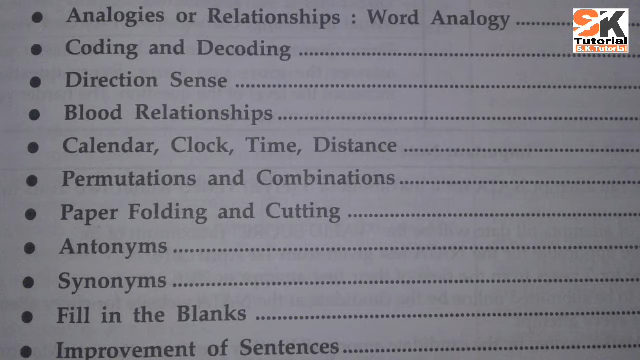 • Analogies or Relationships : Word Analogy ..............
• Coding and Decoding ..............
• Direction Sense ..............
• Blood Relationships ..............
• Calendar, Clock, Time, Distance ..............
• Permutations and Combinations ..............
• Paper Folding and Cutting ..............
• Antonyms ..............
• Synonyms ..............
• Fill in the Blanks ..............
• Improvement of Sentences ..............
SK
Tutorial
S.K.Tutorial